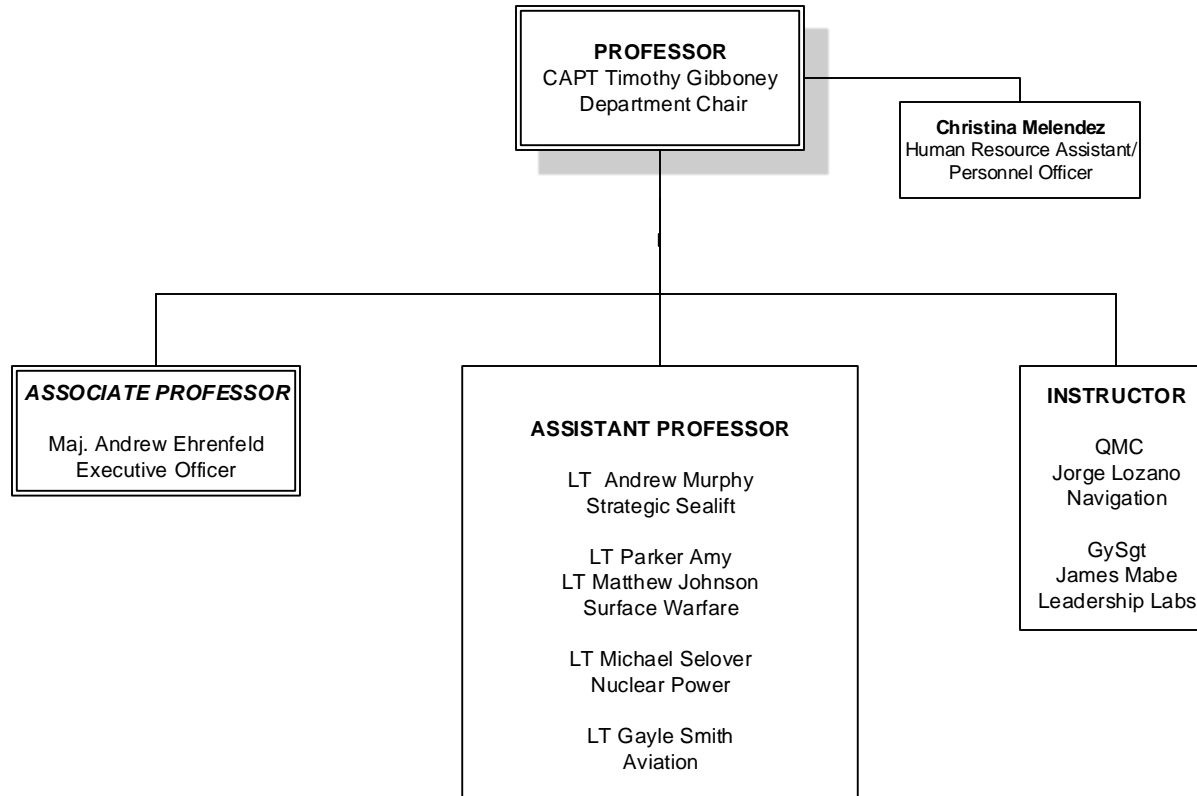 PROFESSOR
CAPT Timothy Gibboney
Department Chair
Christina Melendez
Human Resource Assistant/
Personnel Officer
ASSOCIATE PROFESSOR
Maj. Andrew Ehrenfeld
Executive Officer
ASSISTANT PROFESSOR
LT Andrew Murphy
Strategic Sealift
LT Parker Amy
LT Matthew Johnson
Surface Warfare
LT Michael Selover
Nuclear Power
LT Gayle Smith
Aviation
INSTRUCTOR
QMC
Jorge Lozano
Navigation
GySgt
James Mabe
Leadership Labs